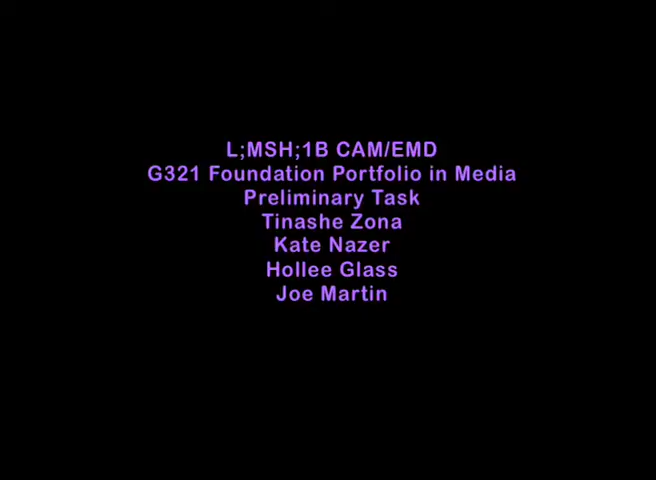 L;MSH;1B CAM/EMD
G321 Foundation Portfolio in Media
Preliminary Task
Tinashe Zona
Kate Nazer
Hollee Glass
Joe Martin